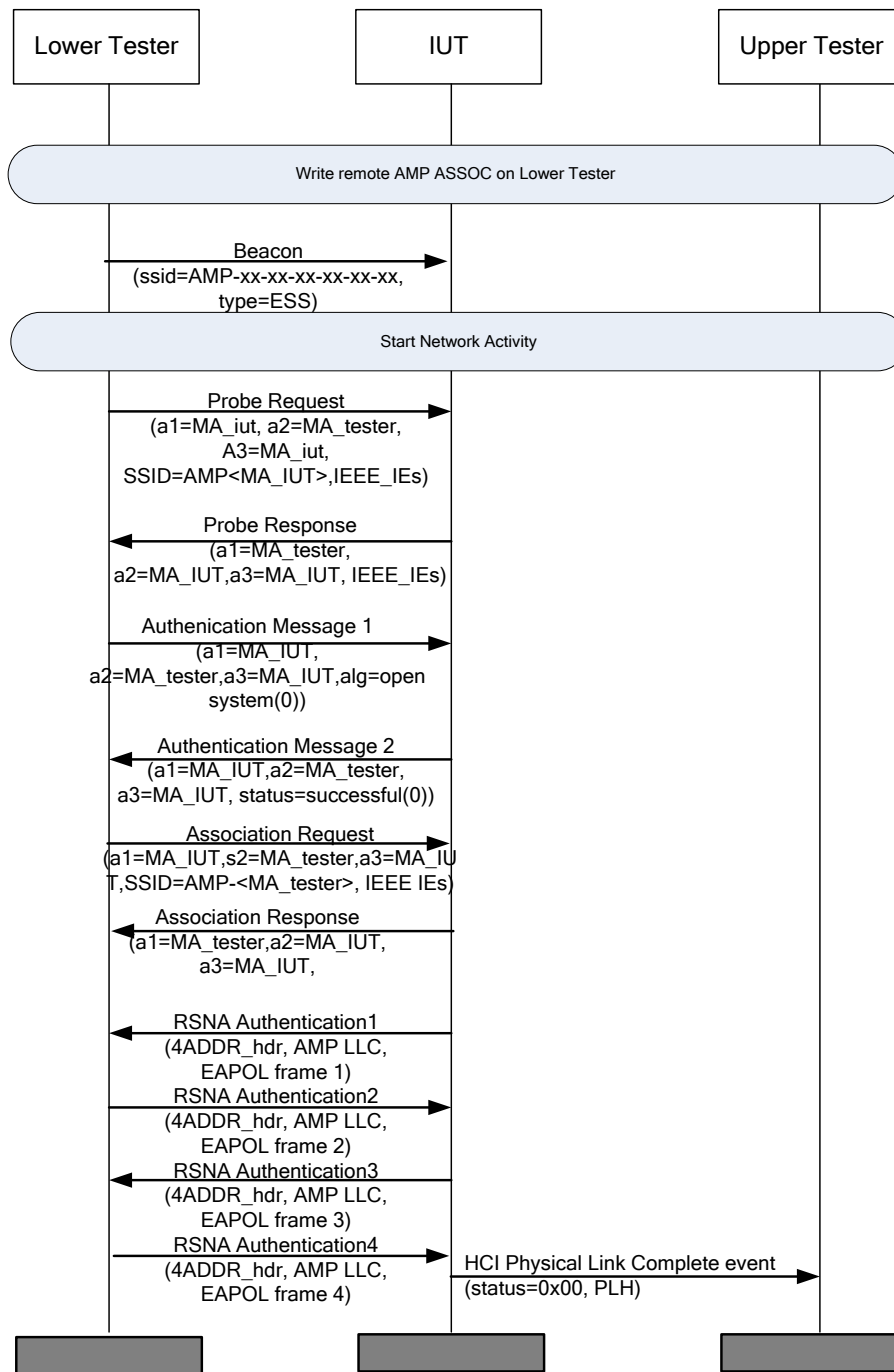 Lower Tester
IUT
Upper Tester
Write remote AMP ASSOC on Lower Tester
Beacon
(ssid=AMP-xx-xx-xx-xx-xx-xx,
type=ESS)
Start Network Activity
Probe Request
(a1=MA_iut, a2=MA_tester,
A3=MA_iut,
SSID=AMP<MA_IUT>,IEEE_IEs)
Probe Response
(a1=MA_tester,
a2=MA_IUT,a3=MA_IUT, IEEE_IEs)
Authenication Message 1
(a1=MA_IUT,
a2=MA_tester,a3=MA_IUT,alg=open
system(0))
Authentication Message 2
(a1=MA_IUT,a2=MA_tester,
a3=MA_IUT, status=successful(0))
Association Request
(a1=MA_IUT,s2=MA_tester,a3=MA_IU
T,SSID=AMP-<MA_tester>, IEEE IEs)
Association Response
(a1=MA_tester,a2=MA_IUT,
a3=MA_IUT,
RSNA Authentication1
(4ADDR_hdr, AMP LLC,
EAPOL frame 1)
RSNA Authentication2
(4ADDR_hdr, AMP LLC,
EAPOL frame 2)
RSNA Authentication3
(4ADDR_hdr, AMP LLC,
EAPOL frame 3)
RSNA Authentication4
(4ADDR_hdr, AMP LLC,
EAPOL frame 4)
HCI Physical Link Complete event
(status=0x00, PLH)